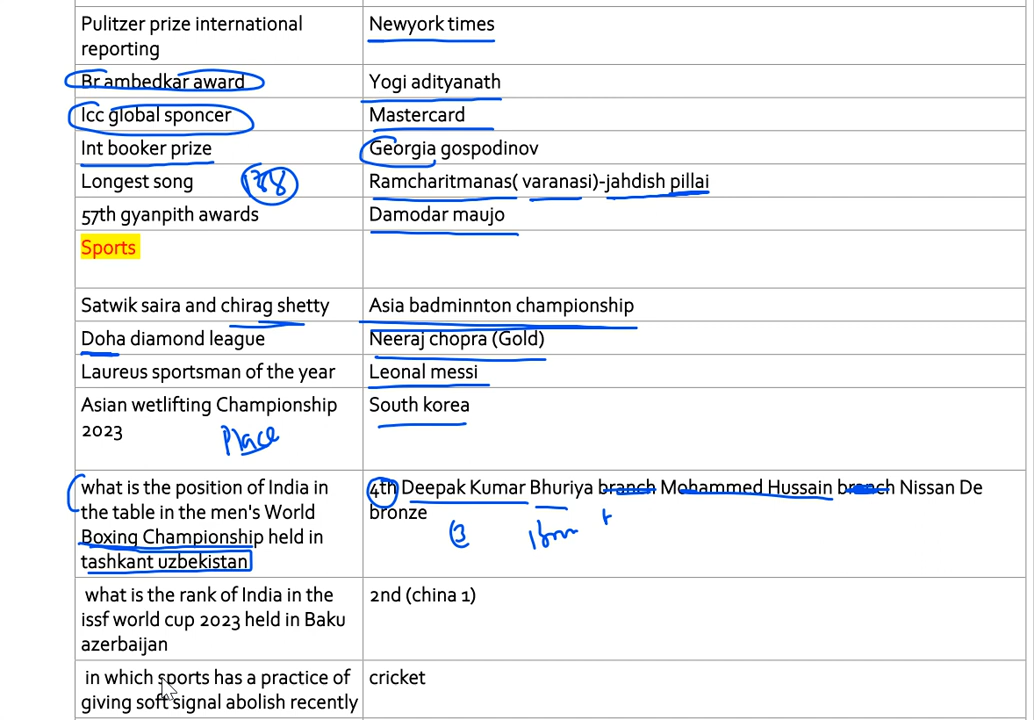 Pulitzer prize international
reporting
Newyork times
Br ambedkar award
Yogi adityanath
Icc global sponcer
Mastercard
Int booker prize
Georgia gospodinov
Longest song
138
Ramcharitmanas( varanasi)-jahdish pillai
57th gyanpith awards
Damodar maujo
Sports
Satwik saira and chirag shetty
Asia badminnton championship
Doha diamond league
Neeraj chopra (Gold)
Laureus sportsman of the year
Leonal messi
Asian wetlifting Championship
2023
South korea
Place
what is the position of India in
the table in the men's World
Boxing Championship held in
tashkant uzbekistan
4th Deepak Kumar Bhuriya branch Mohammed Hussain branch Nissan De
bronze
3
what is the rank of India in the
issf world cup 2023 held in Baku
azerbaijan
2nd (china 1)
in which sports has a practice of
giving soft signal abolish recently
cricket